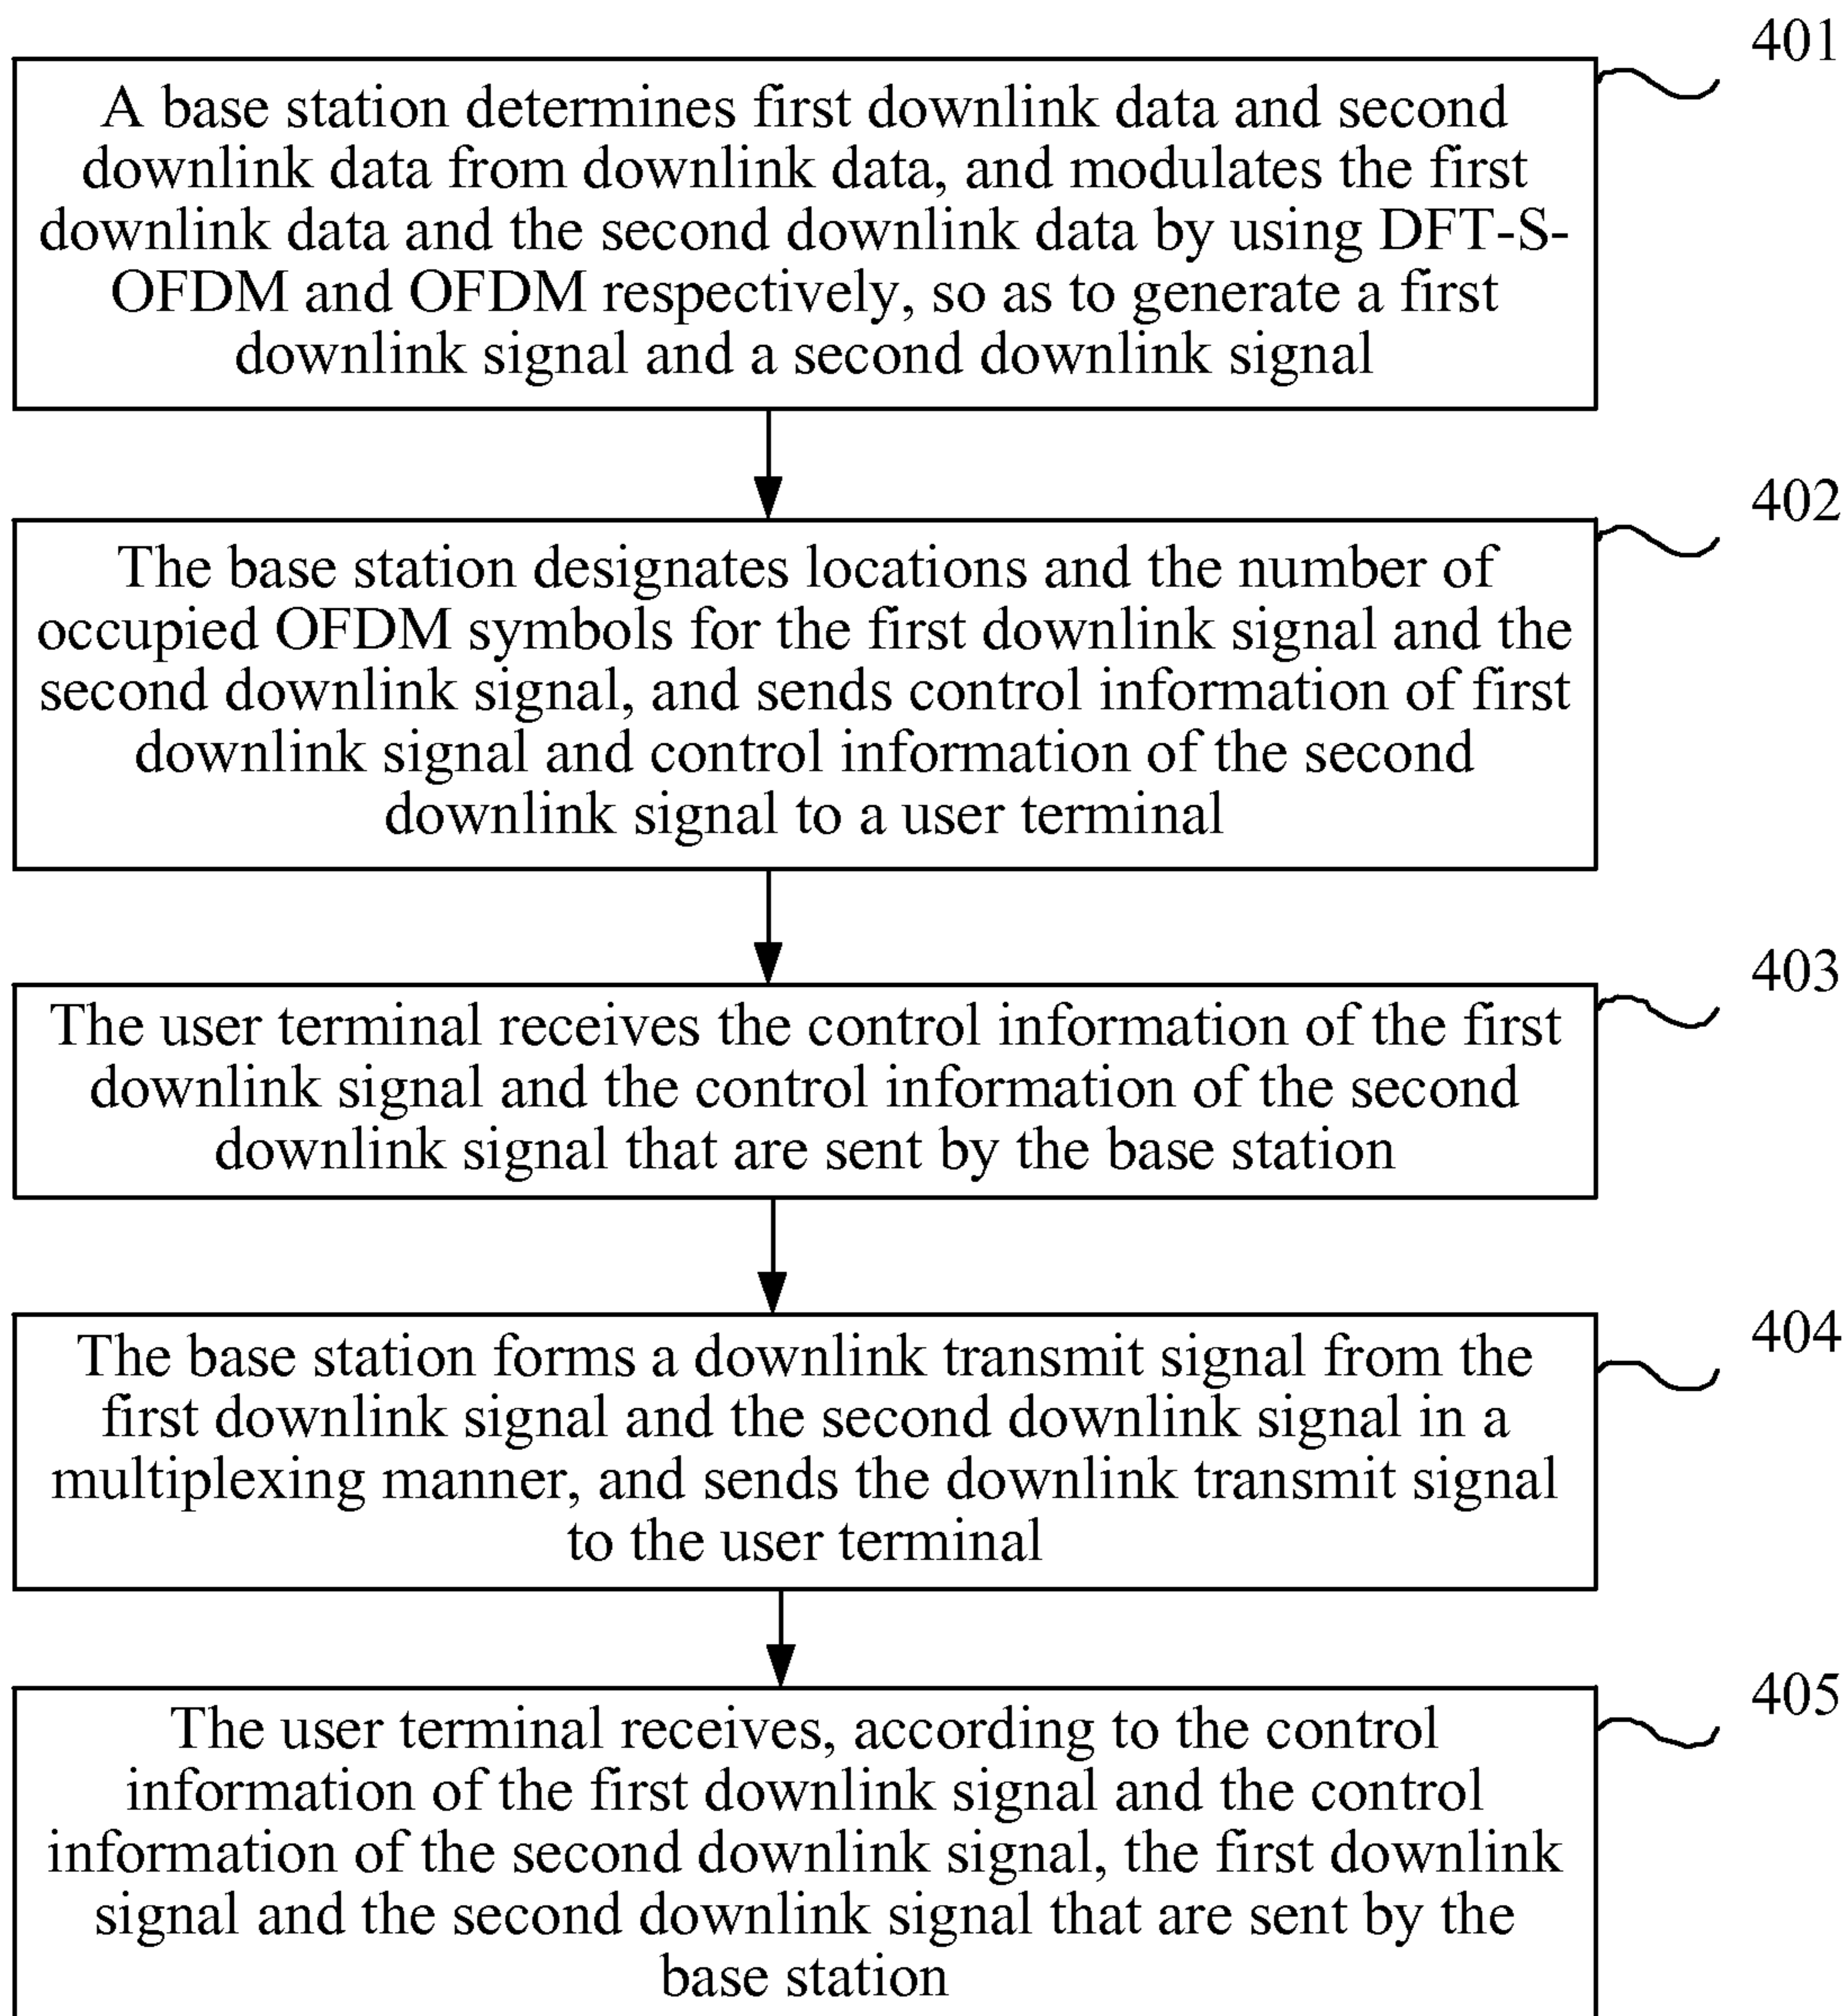 401
A base station determines first downlink data and second
downlink data from downlink data, and modulates the first
downlink data and the second downlink data by using DFT-S-
OFDM and OFDM respectively, so as to generate a first
downlink signal and a second downlink signal
402
The base station designates locations and the number of
occupied OFDM symbols for the first downlink signal and the
second downlink signal, and sends control information of first
downlink signal and control information of the second
downlink signal to a user terminal
403
The user terminal receives the control information of the first
downlink signal and the control information of the second
downlink signal that are sent by the base station
404
The base station forms a downlink transmit signal from the
first downlink signal and the second downlink signal in a
multiplexing manner, and sends the downlink transmit signal
to the user terminal
405
The user terminal receives, according to the control
information of the first downlink signal and the control
information of the second downlink signal, the first downlink
signal and the second downlink signal that are sent by the
base station